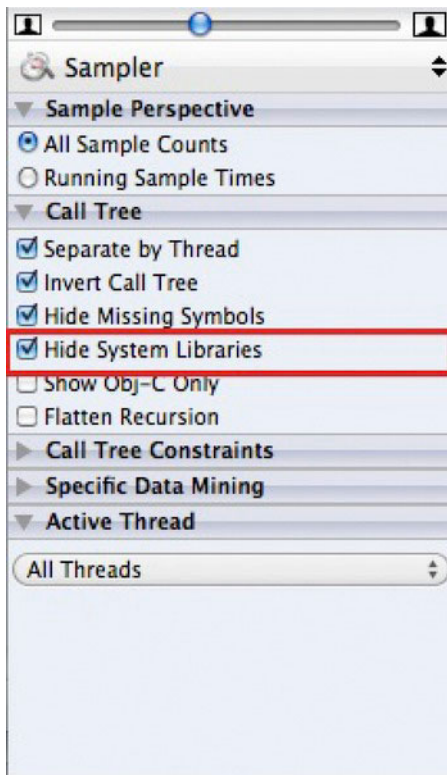 Sampler
Sample Perspective
All Sample Counts
Running Sample Times
Call Tree
Separate by Thread
Invert Call Tree
Hide Missing Symbols
Hide System Libraries
Show Obj-C Only
Flatten Recursion
Call Tree Constraints
Specific Data Mining
Active Thread
All Threads